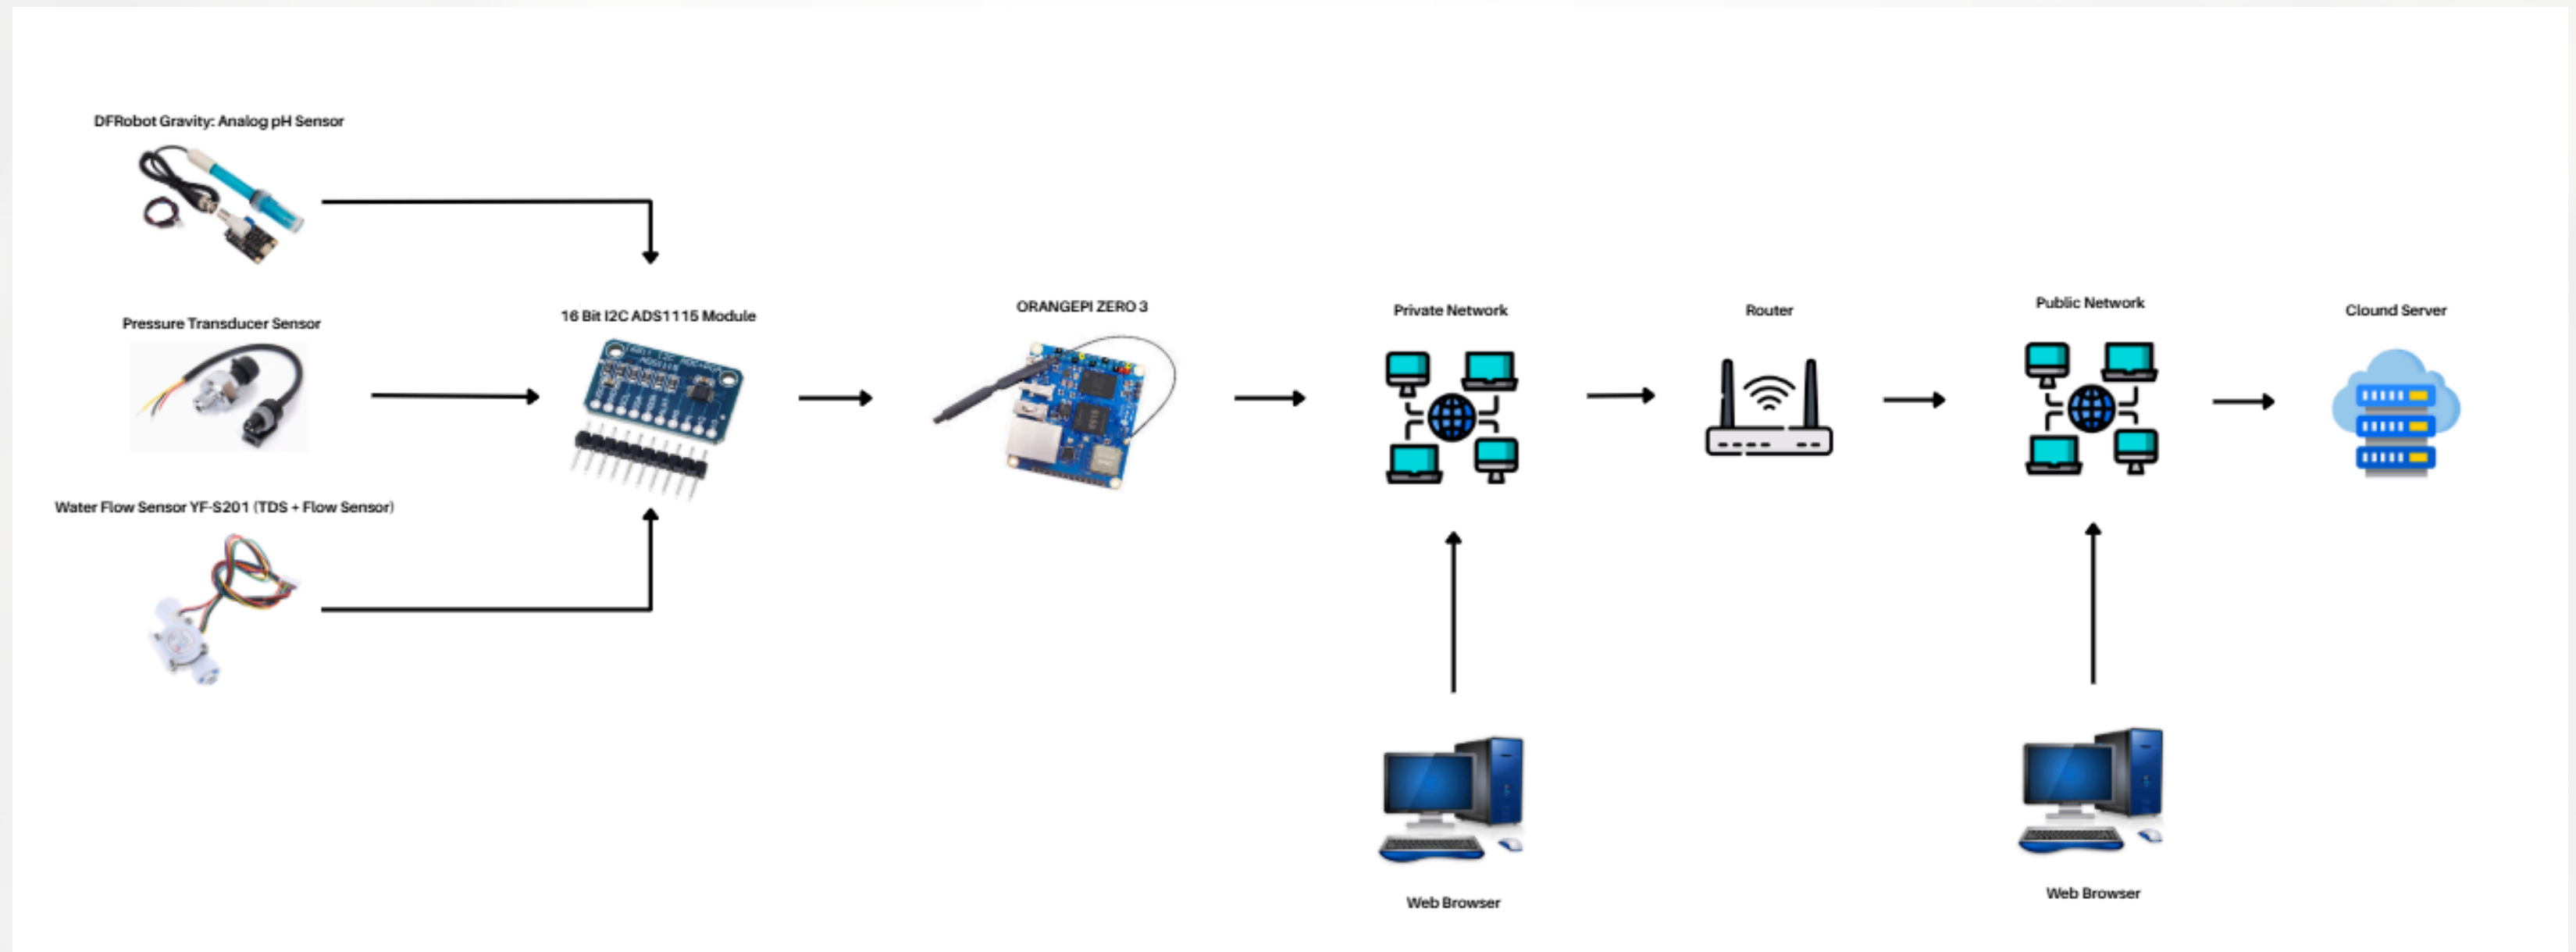 DFRobot Gravity: Analog pH Sensor
Pressure Transducer Sensor
Water Flow Sensor YF-S201 (TDS + Flow Sensor)
16 Bit I2C ADS1115 Module
ORANGEPI ZERO 3
Private Network
Router
Public Network
Clound Server
Web Browser
Web Browser